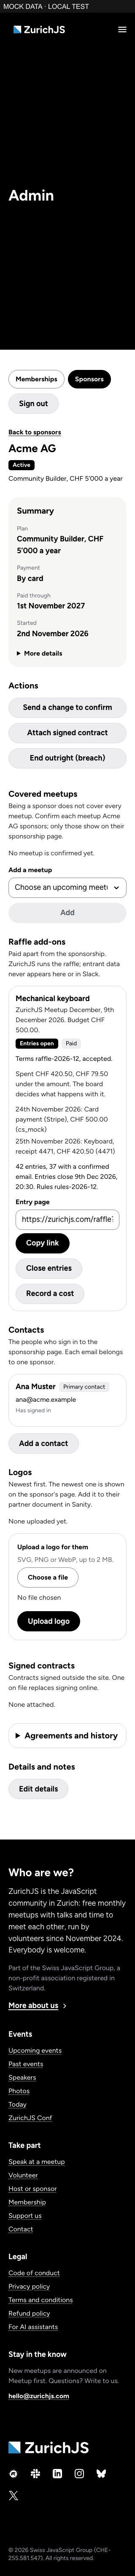 MOCK DATA · LOCAL TEST
ZurichJS
Admin
Memberships
Sponsors
Sign out
Back to sponsors
Acme AG
Active
Community Builder, CHF 5'000 a year
Summary
Plan
Community Builder, CHF
5'000 a year
Payment
By card
Paid through
1st November 2027
Started
2nd November 2026
More details
Actions
Send a change to confirm
Attach signed contract
End outright (breach)
Covered meetups
Being a sponsor does not cover every
meetup. Confirm each meetup Acme
AG sponsors; only those show on their
sponsorship page.
No meetup is confirmed yet.
Add a meetup
Choose an upcoming meetu
Add
Raffle add-ons
Paid apart from the sponsorship.
ZurichJS runs the raffle; entrant data
never appears here or in Slack.
Mechanical keyboard
ZurichJS Meetup December, 9th
December 2026. Budget CHF
500.00.
Entries open
Paid
Terms raffle-2026-12, accepted.
Spent CHF 420.50, CHF 79.50
under the amount. The board
decides what happens with it.
24th November 2026: Card
payment (Stripe), CHF 500.00
(cs_mock)
25th November 2026: Keyboard,
receipt 4471, CHF 420.50 (4471)
42 entries, 37 with a confirmed
email. Entries close 9th Dec 2026,
20:30. Rules rules-2026-12.
Entry page
https://zurichjs.com/raffle
Copy link
Close entries
Record a cost
Contacts
The people who sign in to the
sponsorship page. Each email belongs
to one sponsor.
Ana Muster
Primary contact
ana@acme.example
Has signed in
Add a contact
Logos
Newest first. The newest one is shown
on the sponsor's page. Add it to their
partner document in Sanity.
None uploaded yet.
Upload a logo for them
SVG, PNG or WebP, up to 2 MB.
Choose a file
No file chosen
Upload logo
Signed contracts
Contracts signed outside the site. One
on file replaces signing online.
None attached.
Agreements and history
Details and notes
Edit details
Who are we?
ZurichJS is the JavaScript
community in Zurich: free monthly
meetups with talks and time to
meet each other, run by
volunteers since November 2024.
Everybody is welcome.
Part of the Swiss JavaScript Group, a
non-profit association registered in
Switzerland.
More about us
Events
Upcoming events
Past events
Speakers
Photos
Today
ZurichJS Conf
Take part
Speak at a meetup
Volunteer
Host or sponsor
Membership
Support us
Contact
Legal
Code of conduct
Privacy policy
Terms and conditions
Refund policy
For AI assistants
Stay in the know
New meetups are announced on
Meetup first. Questions? Write to us.
hello@zurichjs.com
ZurichJS
© 2026 Swiss JavaScript Group (CHE-
255.581.547). All rights reserved.